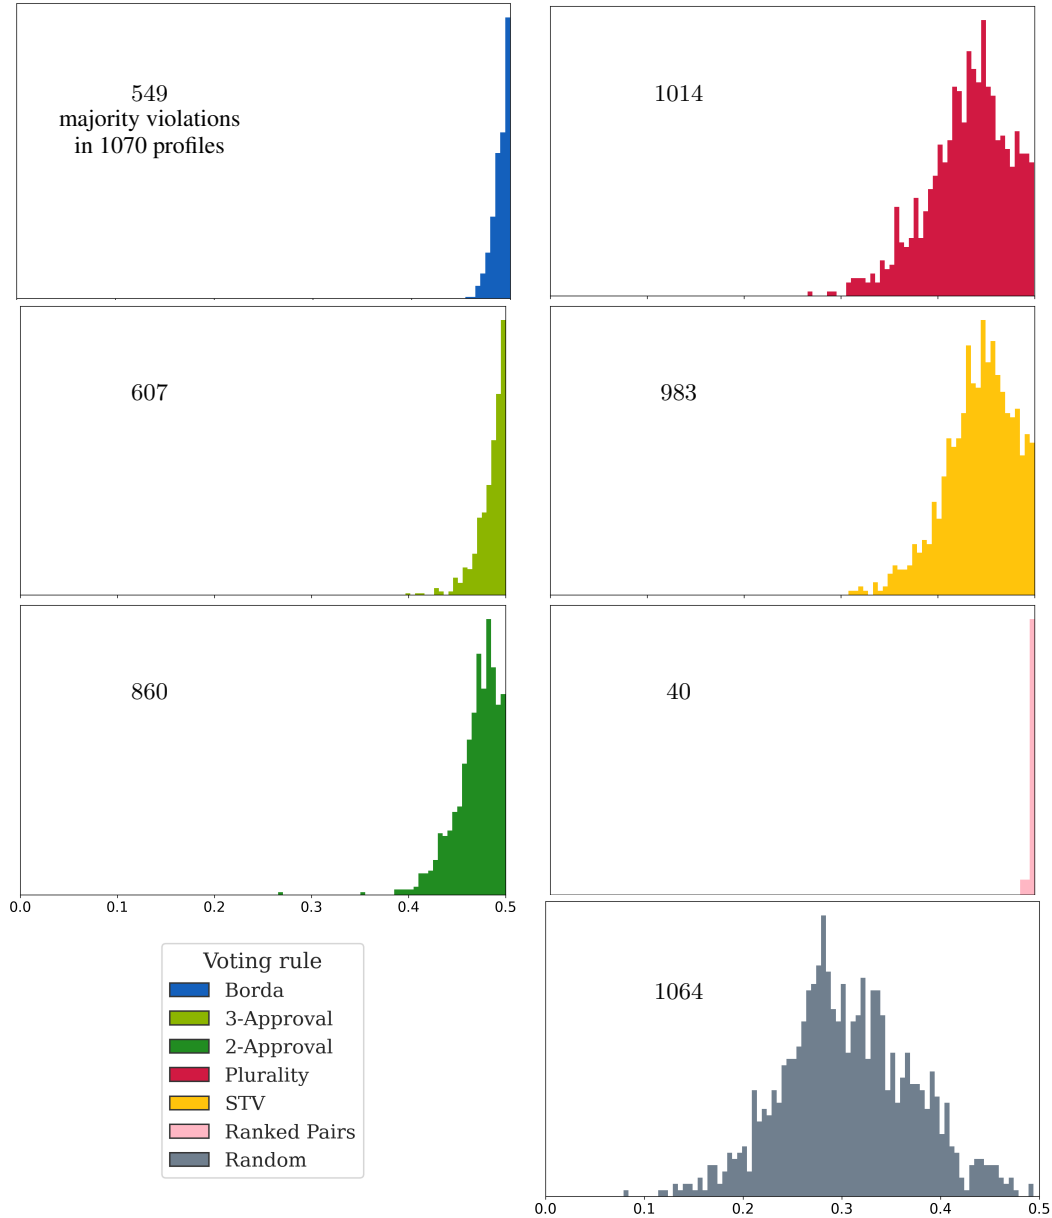 549
majority violations
in 1070 profiles
1014
607
983
860
40
0.0 0.1 0.2 0.3 0.4 0.5
1064
Voting rule
Borda
3-Approval
2-Approval
Plurality
STV
Ranked Pairs
Random
0.0 0.1 0.2 0.3 0.4 0.5